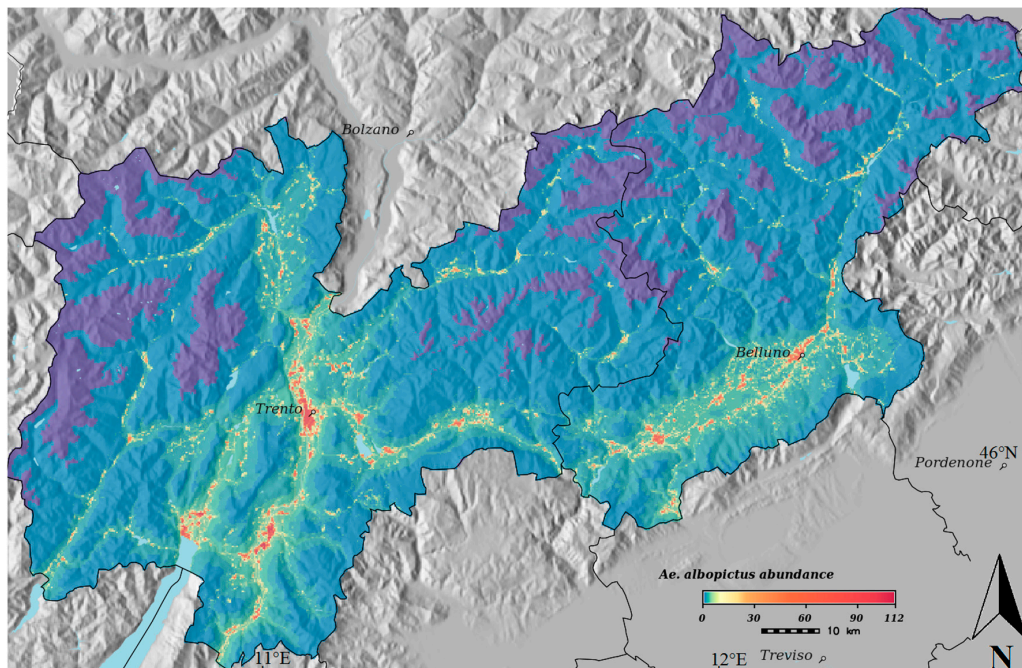 Bolzano
Belluno
Trento
46°N
Pordenone
Ae. albopictus abundance
0 30 60 90 112
10 km
11°E
12°E Treviso
N